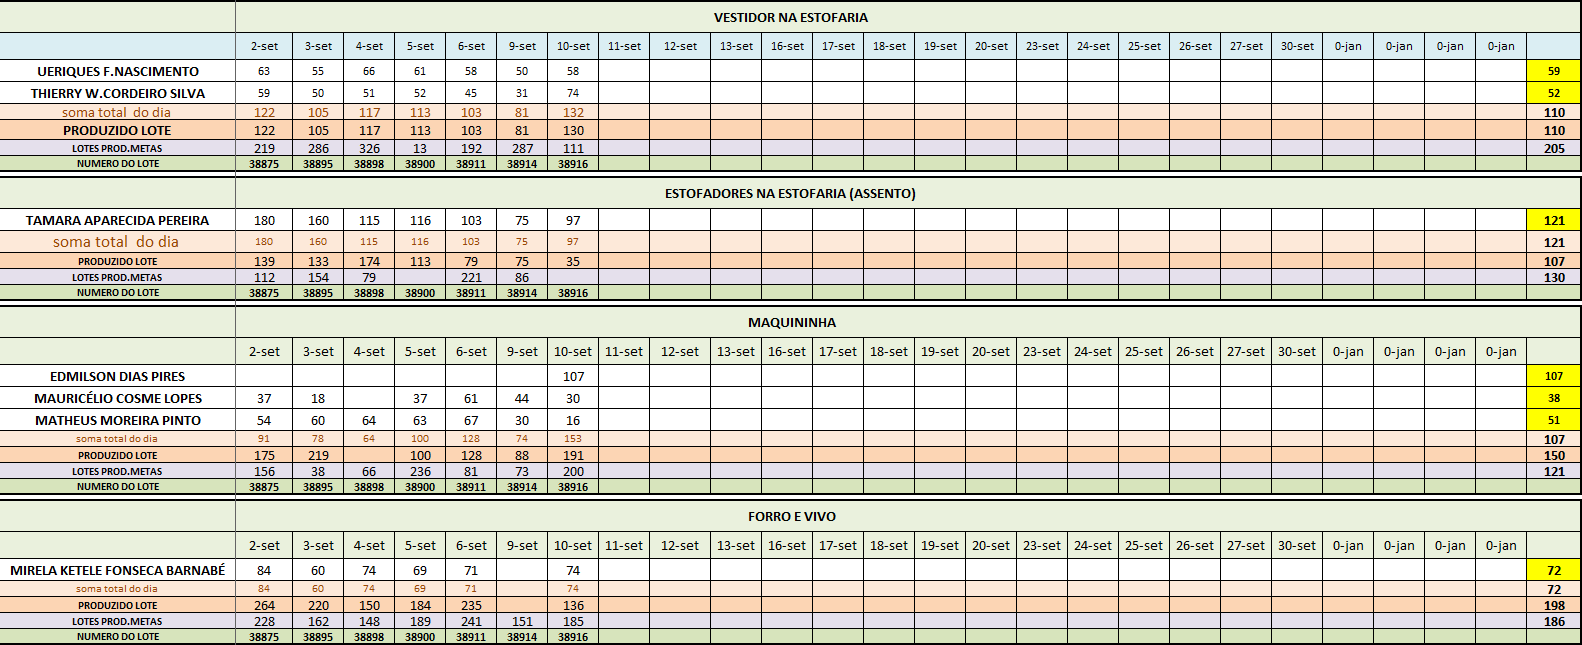 VESTIDOR NA ESTOFARIA
2-set 3-set 4-set 5-set 6-set 9-set 10-set 11-set 12-set 13-set 16-set 17-set 18-set 19-set 20-set 23-set 24-set 25-set 26-set 27-set 30-set 0-jan 0-jan 0-jan 0-jan
UERIQUES F.NASCIMENTO 63 55 66 61 58 50 58 59
THIERRY W.CORDEIRO SILVA 59 50 51 52 45 31 74 52
soma total do dia 122 105 117 113 103 81 132 110
PRODUZIDO LOTE 122 105 117 113 103 81 130 110
LOTES PROD.METAS 219 286 326 13 192 287 111 205
NUMERO DO LOTE 38875 38895 38898 38900 38911 38914 38916
ESTOFADORES NA ESTOFARIA (ASSENTO)
TAMARA APARECIDA PEREIRA 180 160 115 116 103 75 97 121
soma total do dia 180 160 115 116 103 75 97 121
PRODUZIDO LOTE 139 133 174 113 79 75 35 107
LOTES PROD.METAS 112 154 79 221 86 130
NUMERO DO LOTE 38875 38895 38898 38900 38911 38914 38916
MAQUININHA
2-set 3-set 4-set 5-set 6-set 9-set 10-set 11-set 12-set 13-set 16-set 17-set 18-set 19-set 20-set 23-set 24-set 25-set 26-set 27-set 30-set 0-jan 0-jan 0-jan 0-jan
EDMILSON DIAS PIRES 107 107
MAURICÉLIO COSME LOPES 37 18 37 61 44 30 38
MATHEUS MOREIRA PINTO 54 60 64 63 67 30 16 51
soma total do dia 91 78 64 100 128 74 153 107
PRODUZIDO LOTE 175 219 100 128 88 191 150
LOTES PROD.METAS 156 38 66 236 81 73 200 121
NUMERO DO LOTE 38875 38895 38898 38900 38911 38914 38916
FORRO E VIVO
2-set 3-set 4-set 5-set 6-set 9-set 10-set 11-set 12-set 13-set 16-set 17-set 18-set 19-set 20-set 23-set 24-set 25-set 26-set 27-set 30-set 0-jan 0-jan 0-jan 0-jan
MIRELA KETELE FONSECA BARNABÉ 84 60 74 69 71 74 72
soma total do dia 84 60 74 69 71 74 72
PRODUZIDO LOTE 264 220 150 184 235 136 198
LOTES PROD.METAS 228 162 148 189 241 151 185 186
NUMERO DO LOTE 38875 38895 38898 38900 38911 38914 38916